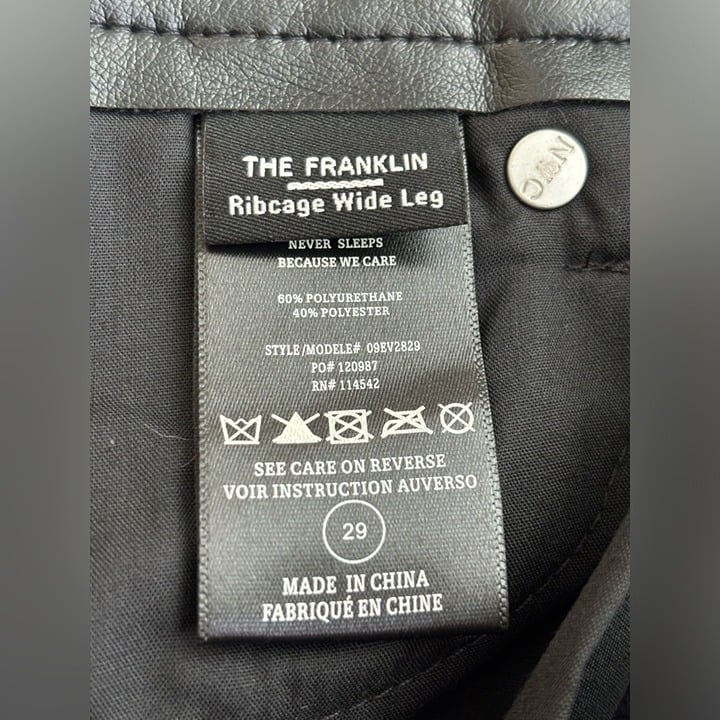 THE FRANKLIN
Ribcage Wide Leg
NEVER SLEEPS
BECAUSE WE CARE
60% POLYURETHANE
40% POLYESTER
STYLE/MODELE# 09EV2829
PO# 120987
RN# 114542
SEE CARE ON REVERSE
VOIR INSTRUCTION AUVERSO
29
MADE IN CHINA
FABRIQUÉ EN CHINE
NYC